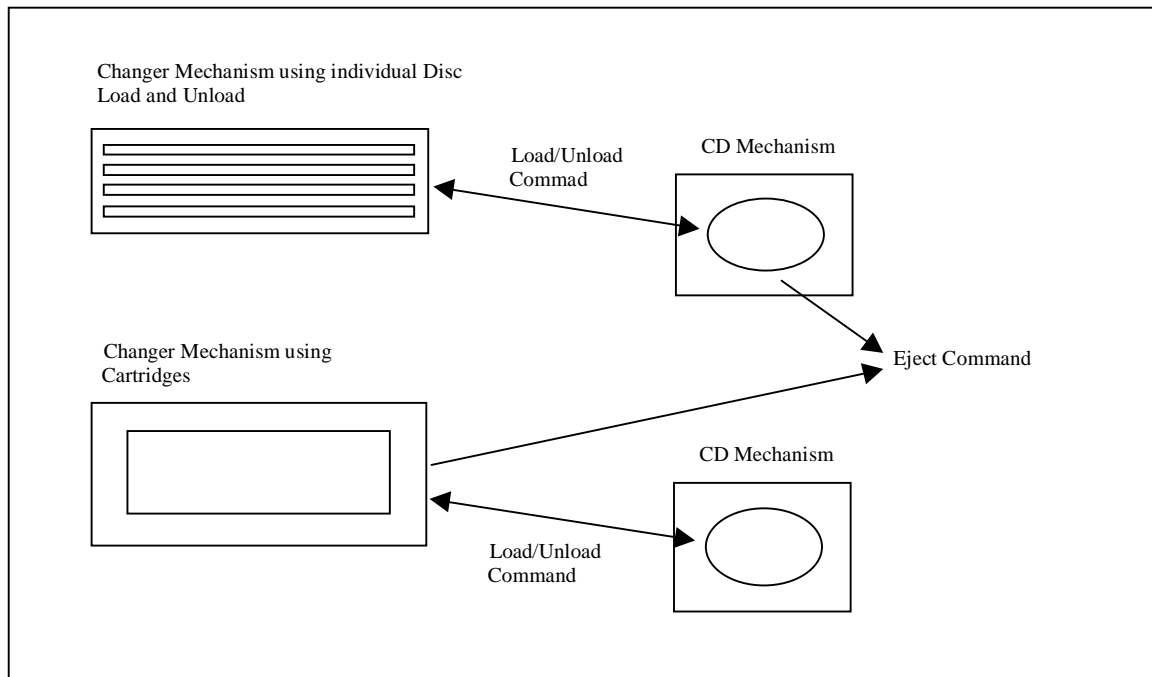 Changer Mechanism using individual Disc
Load and Unload
CD Mechanism
Load/Unload
Commad
Changer Mechanism using
Cartridges
Eject Command
CD Mechanism
Load/Unload
Command